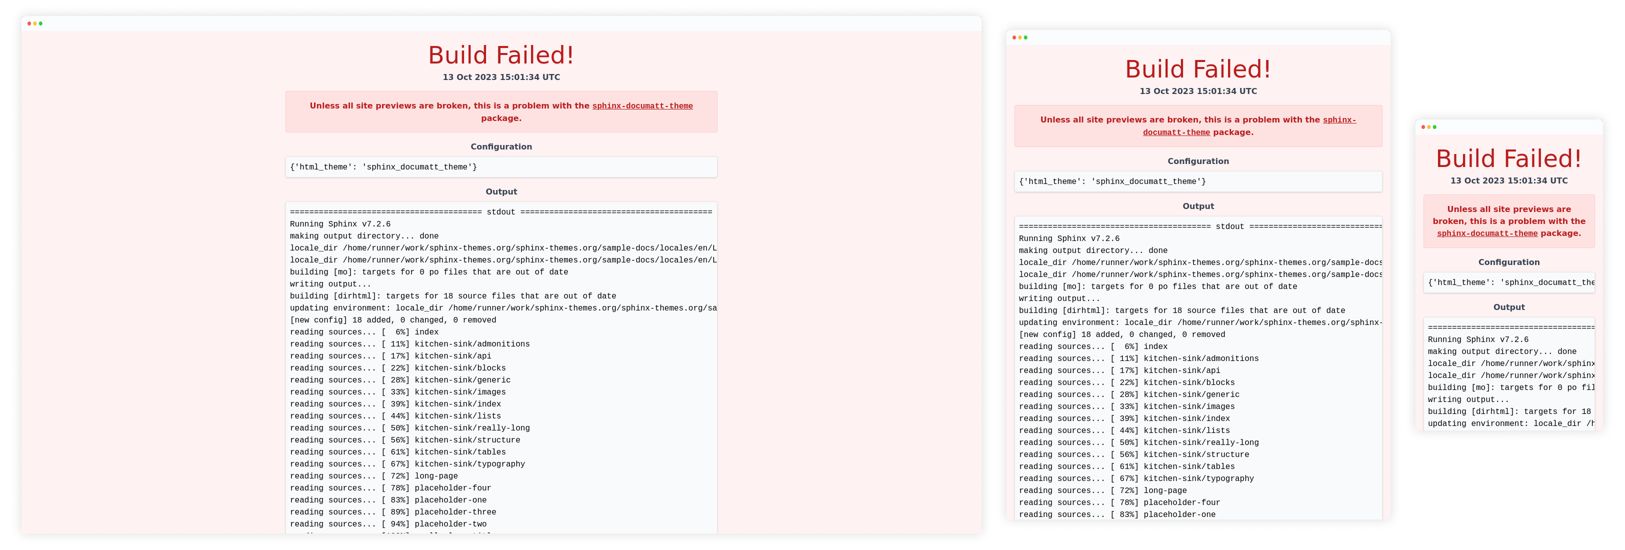 Build Failed!
13 Oct 2023 15:01:34 UTC
Unless all site previews are broken, this is a problem with the sphinx-documatt-theme
package.
Configuration
{'html_theme': 'sphinx_documatt_theme'}
Output
======================================== stdout ========================================
Running Sphinx v7.2.6
making output directory... done
locale_dir /home/runner/work/sphinx-themes.org/sphinx-themes.org/sample-docs/locales/en/L
locale_dir /home/runner/work/sphinx-themes.org/sphinx-themes.org/sample-docs/locales/en/L
building [mo]: targets for 0 po files that are out of date
writing output...
building [dirhtml]: targets for 18 source files that are out of date
updating environment: locale_dir /home/runner/work/sphinx-themes.org/sphinx-themes.org/sa
[new config] 18 added, 0 changed, 0 removed
reading sources... [  6%] index
reading sources... [ 11%] kitchen-sink/admonitions
reading sources... [ 17%] kitchen-sink/api
reading sources... [ 22%] kitchen-sink/blocks
reading sources... [ 28%] kitchen-sink/generic
reading sources... [ 33%] kitchen-sink/images
reading sources... [ 39%] kitchen-sink/index
reading sources... [ 44%] kitchen-sink/lists
reading sources... [ 50%] kitchen-sink/really-long
reading sources... [ 56%] kitchen-sink/structure
reading sources... [ 61%] kitchen-sink/tables
reading sources... [ 67%] kitchen-sink/typography
reading sources... [ 72%] long-page
reading sources... [ 78%] placeholder-four
reading sources... [ 83%] placeholder-one
reading sources... [ 89%] placeholder-three
reading sources... [ 94%] placeholder-two
Build Failed!
13 Oct 2023 15:01:34 UTC
Unless all site previews are broken, this is a problem with the sphinx-
documatt-theme package.
Configuration
{'html_theme': 'sphinx_documatt_theme'}
Output
======================================== stdout ============================
Running Sphinx v7.2.6
making output directory... done
locale_dir /home/runner/work/sphinx-themes.org/sphinx-themes.org/sample-docs
locale_dir /home/runner/work/sphinx-themes.org/sphinx-themes.org/sample-docs
building [mo]: targets for 0 po files that are out of date
writing output...
building [dirhtml]: targets for 18 source files that are out of date
updating environment: locale_dir /home/runner/work/sphinx-themes.org/sphinx-
[new config] 18 added, 0 changed, 0 removed
reading sources... [  6%] index
reading sources... [ 11%] kitchen-sink/admonitions
reading sources... [ 17%] kitchen-sink/api
reading sources... [ 22%] kitchen-sink/blocks
reading sources... [ 28%] kitchen-sink/generic
reading sources... [ 33%] kitchen-sink/images
reading sources... [ 39%] kitchen-sink/index
reading sources... [ 44%] kitchen-sink/lists
reading sources... [ 50%] kitchen-sink/really-long
reading sources... [ 56%] kitchen-sink/structure
reading sources... [ 61%] kitchen-sink/tables
reading sources... [ 67%] kitchen-sink/typography
reading sources... [ 72%] long-page
reading sources... [ 78%] placeholder-four
reading sources... [ 83%] placeholder-one
Build Failed!
13 Oct 2023 15:01:34 UTC
Unless all site previews are
broken, this is a problem with the
sphinx-documatt-theme package.
Configuration
{'html_theme': 'sphinx_documatt_the
Output
===================================
Running Sphinx v7.2.6
making output directory... done
locale_dir /home/runner/work/sphinx
locale_dir /home/runner/work/sphinx
building [mo]: targets for 0 po fil
writing output...
building [dirhtml]: targets for 18
updating environment: locale_dir /h